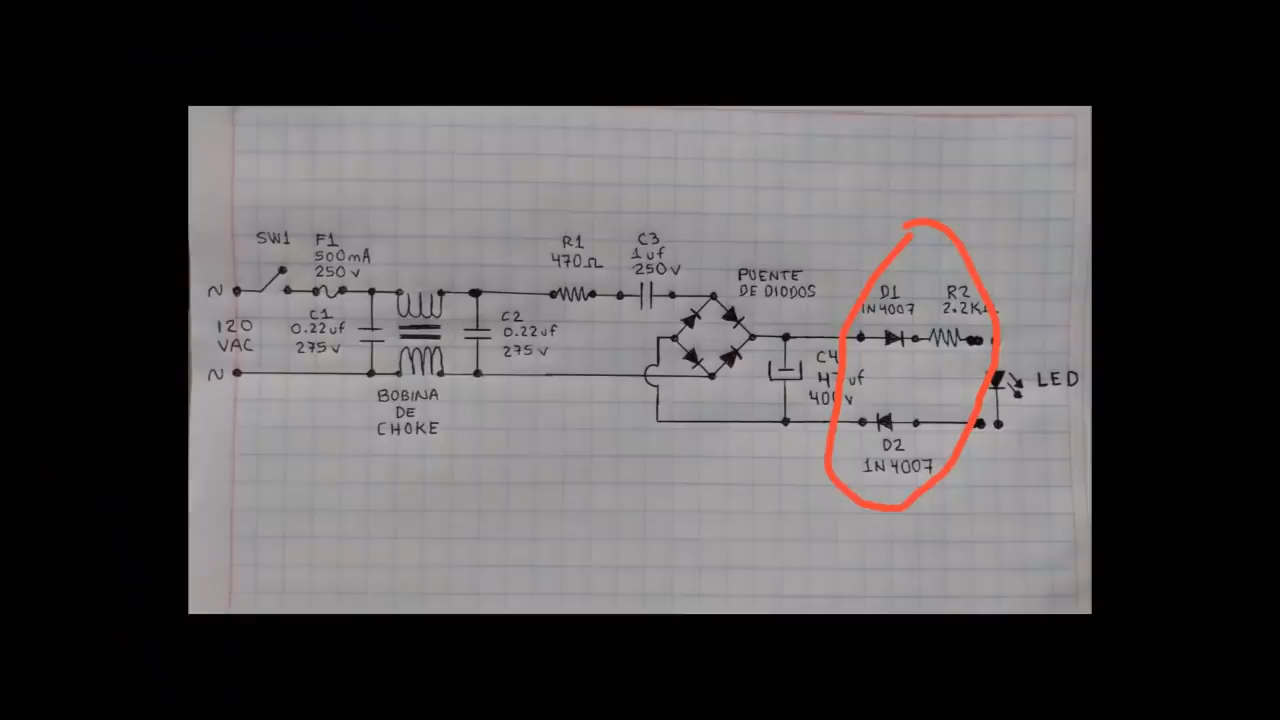 SW1
F1
500mA
250v
R1
470Ω
C3
1uf
250v
PUENTE
DE DIODOS
D1
1N4007
R2
2.2K
~
120
VAC
~
C1
0.22uf
275v
C2
0.22uf
275v
C4
47uf
400v
LED
BOBINA
DE
CHOKE
D2
1N4007